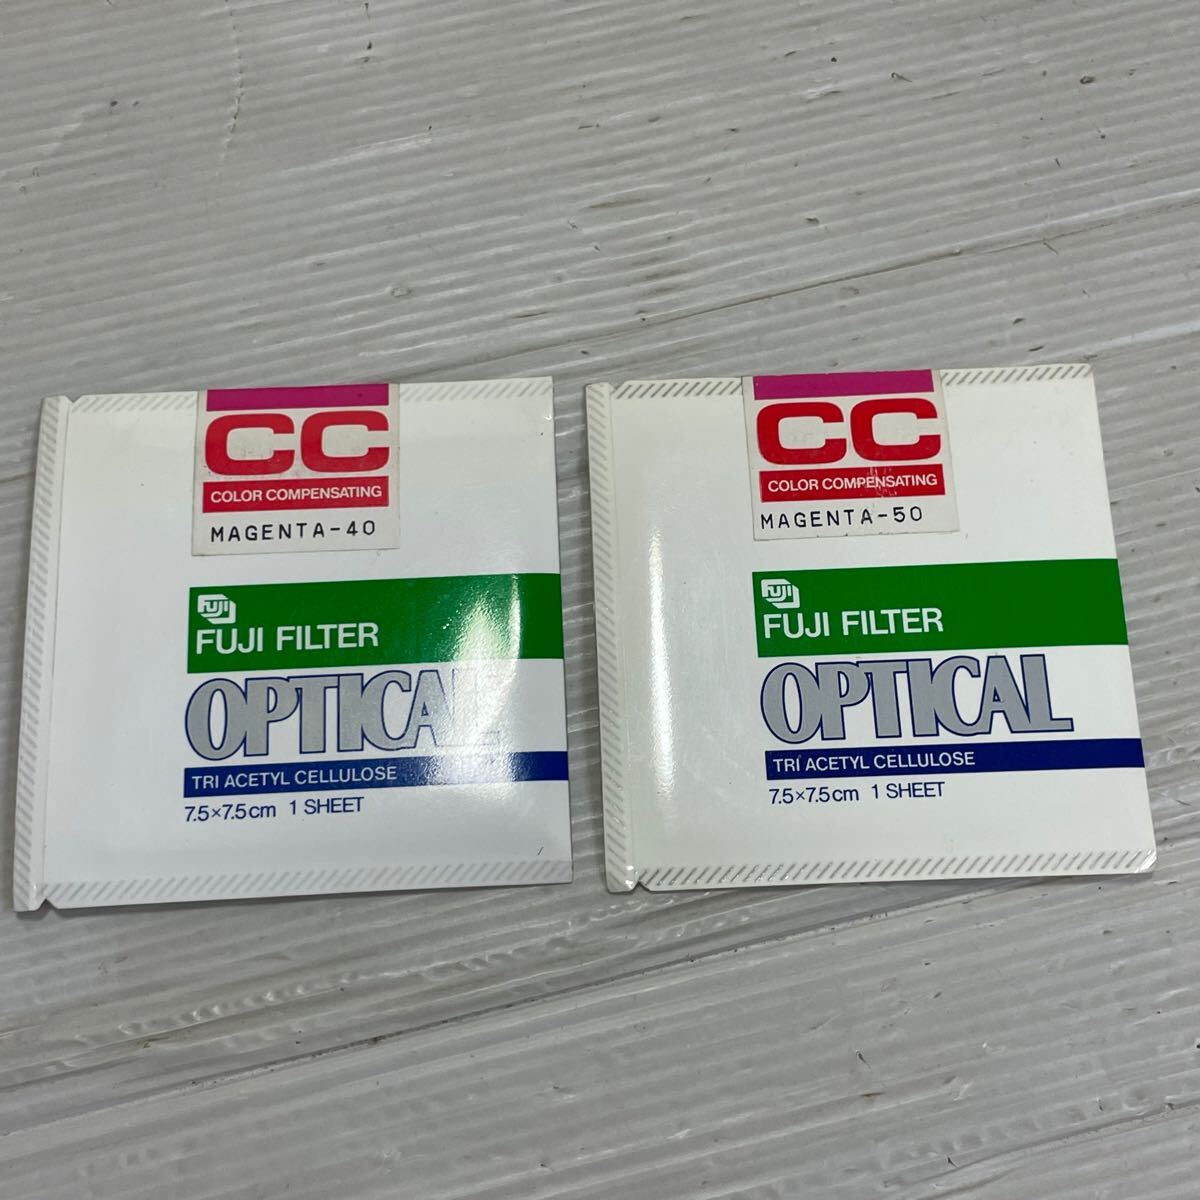 CC
COLOR COMPENSATING
MAGENTA-40
FUJI
FUJI FILTER
OPTICAL
TRI ACETYL CELLULOSE
7.5×7.5cm 1 SHEET
CC
COLOR COMPENSATING
MAGENTA-50
FUJI
FUJI FILTER
OPTICAL
TRI ACETYL CELLULOSE
7.5×7.5cm 1 SHEET